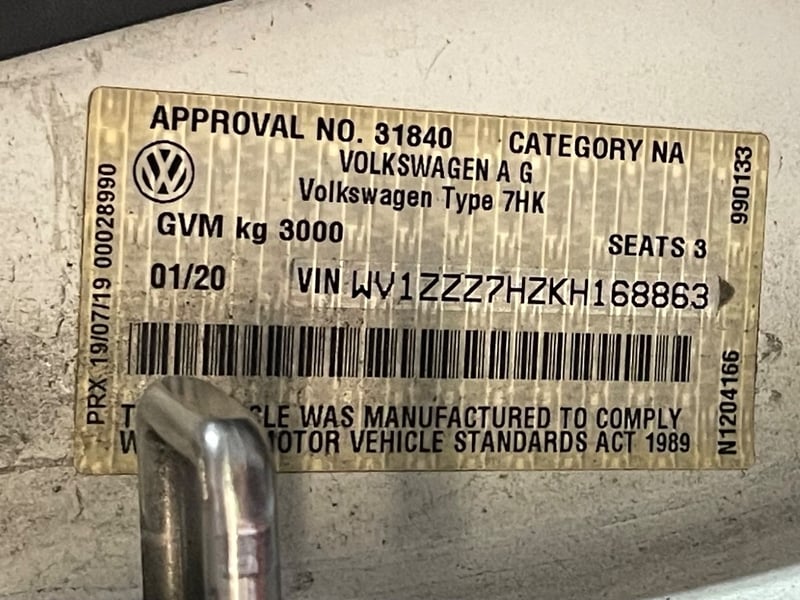 APPROVAL NO. 31840 CATEGORY NA
VOLKSWAGEN A G
Volkswagen Type 7HK
GVM kg 3000
SEATS 3
01/20 VIN WV1ZZZ7HZKH168863
CLE WAS MANUFACTURED TO COMPLY
MOTOR VEHICLE STANDARDS ACT 1989
PRX 19/07/19 00028990
990133
N1204166